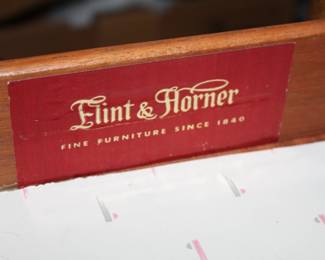 Flint & Horner
FINE FURNITURE SINCE 1840